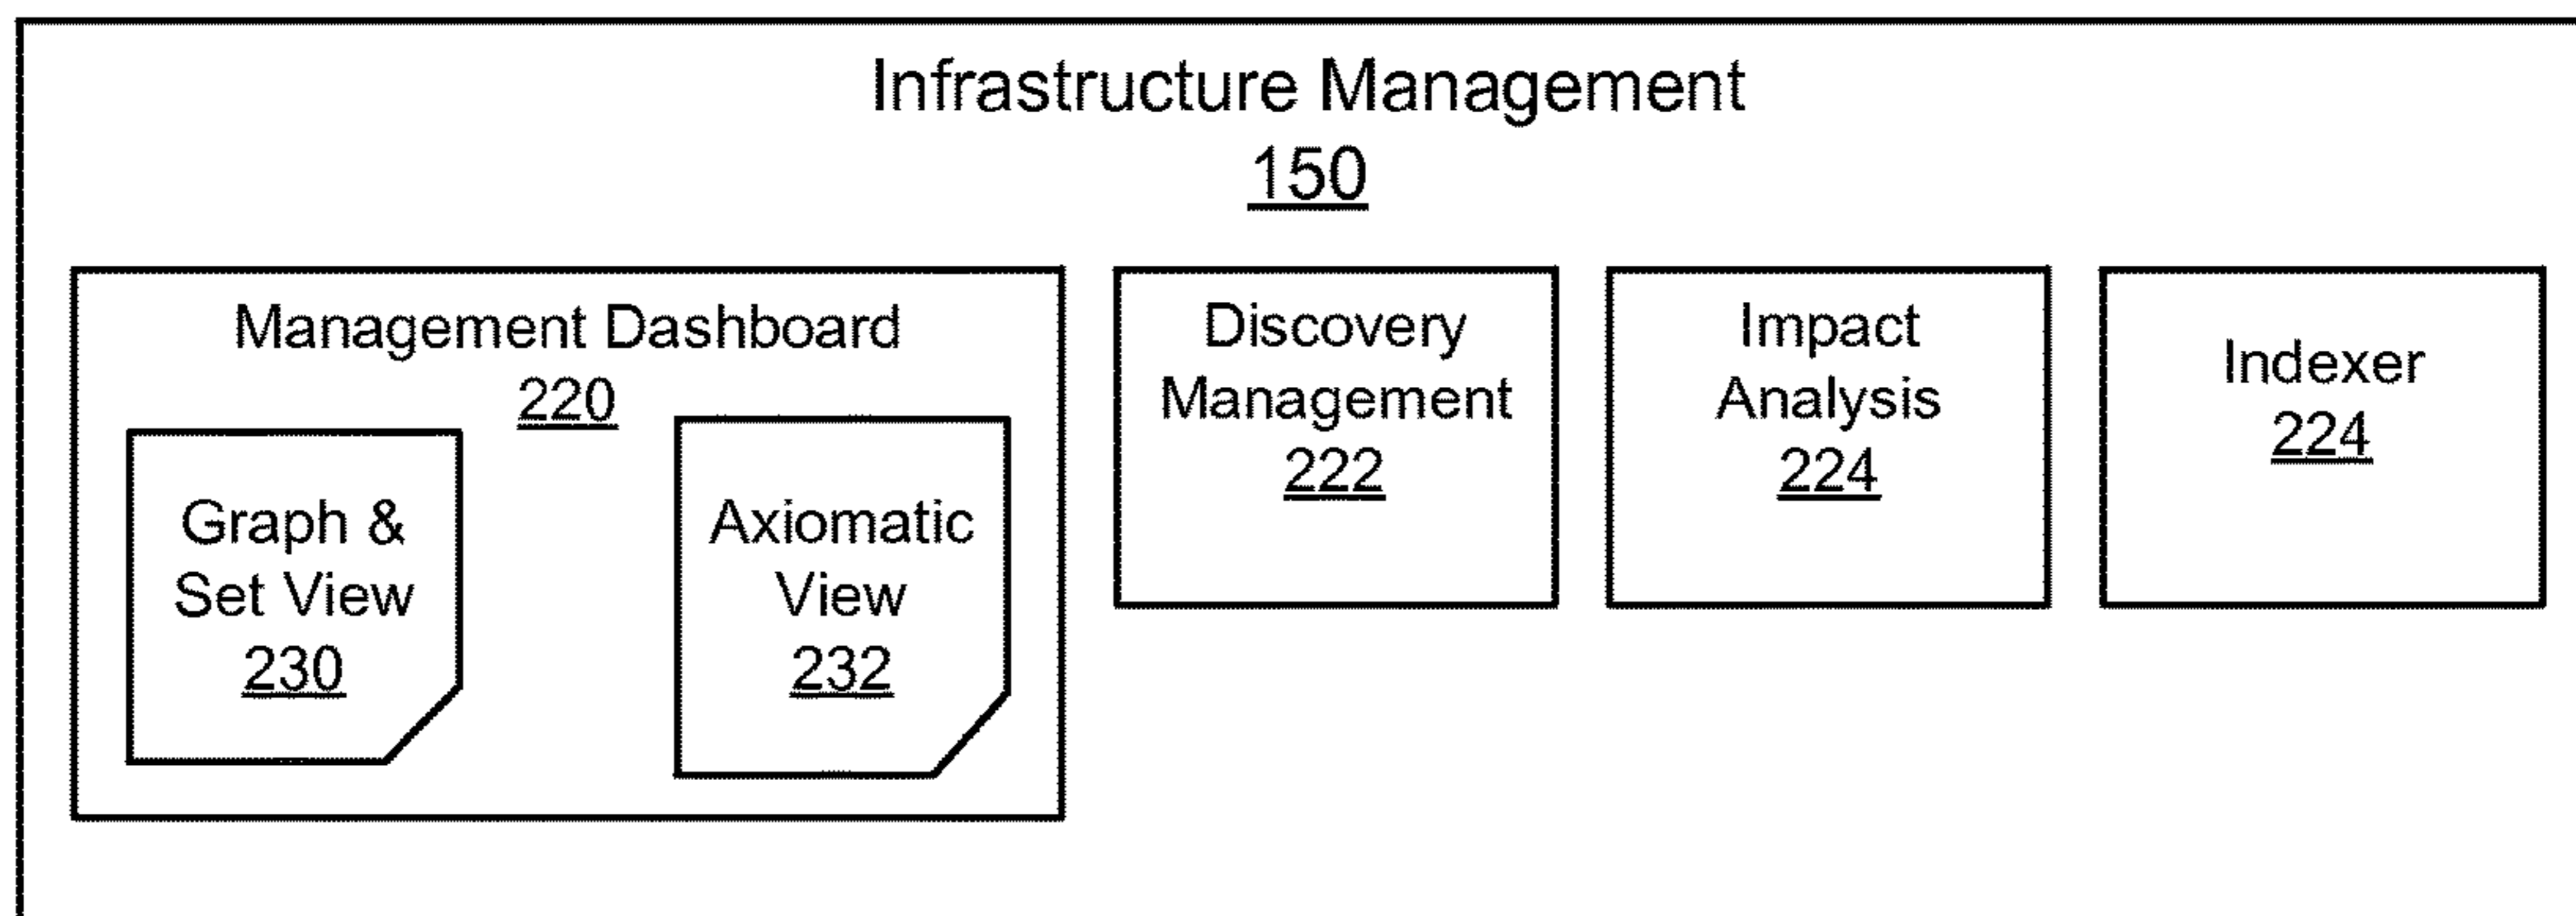 Infrastructure Management
150
Management Dashboard
220
Graph &
Set View
230
Axiomatic
View
232
Discovery
Management
222
Impact
Analysis
224
Indexer
224